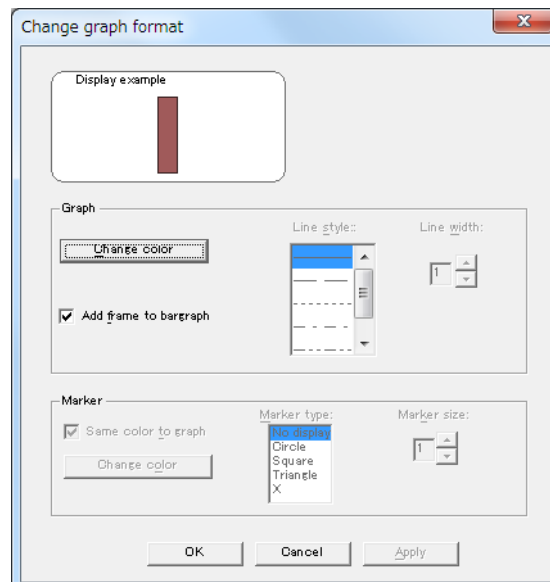 Change graph format
Display example
Graph
Change color
Line style::
Line width:
1
Add frame to bargraph
Marker
Same color to graph
Change color
Marker type:
No display
Circle
Square
Triangle
X
Marker size:
1
OK
Cancel
Apply